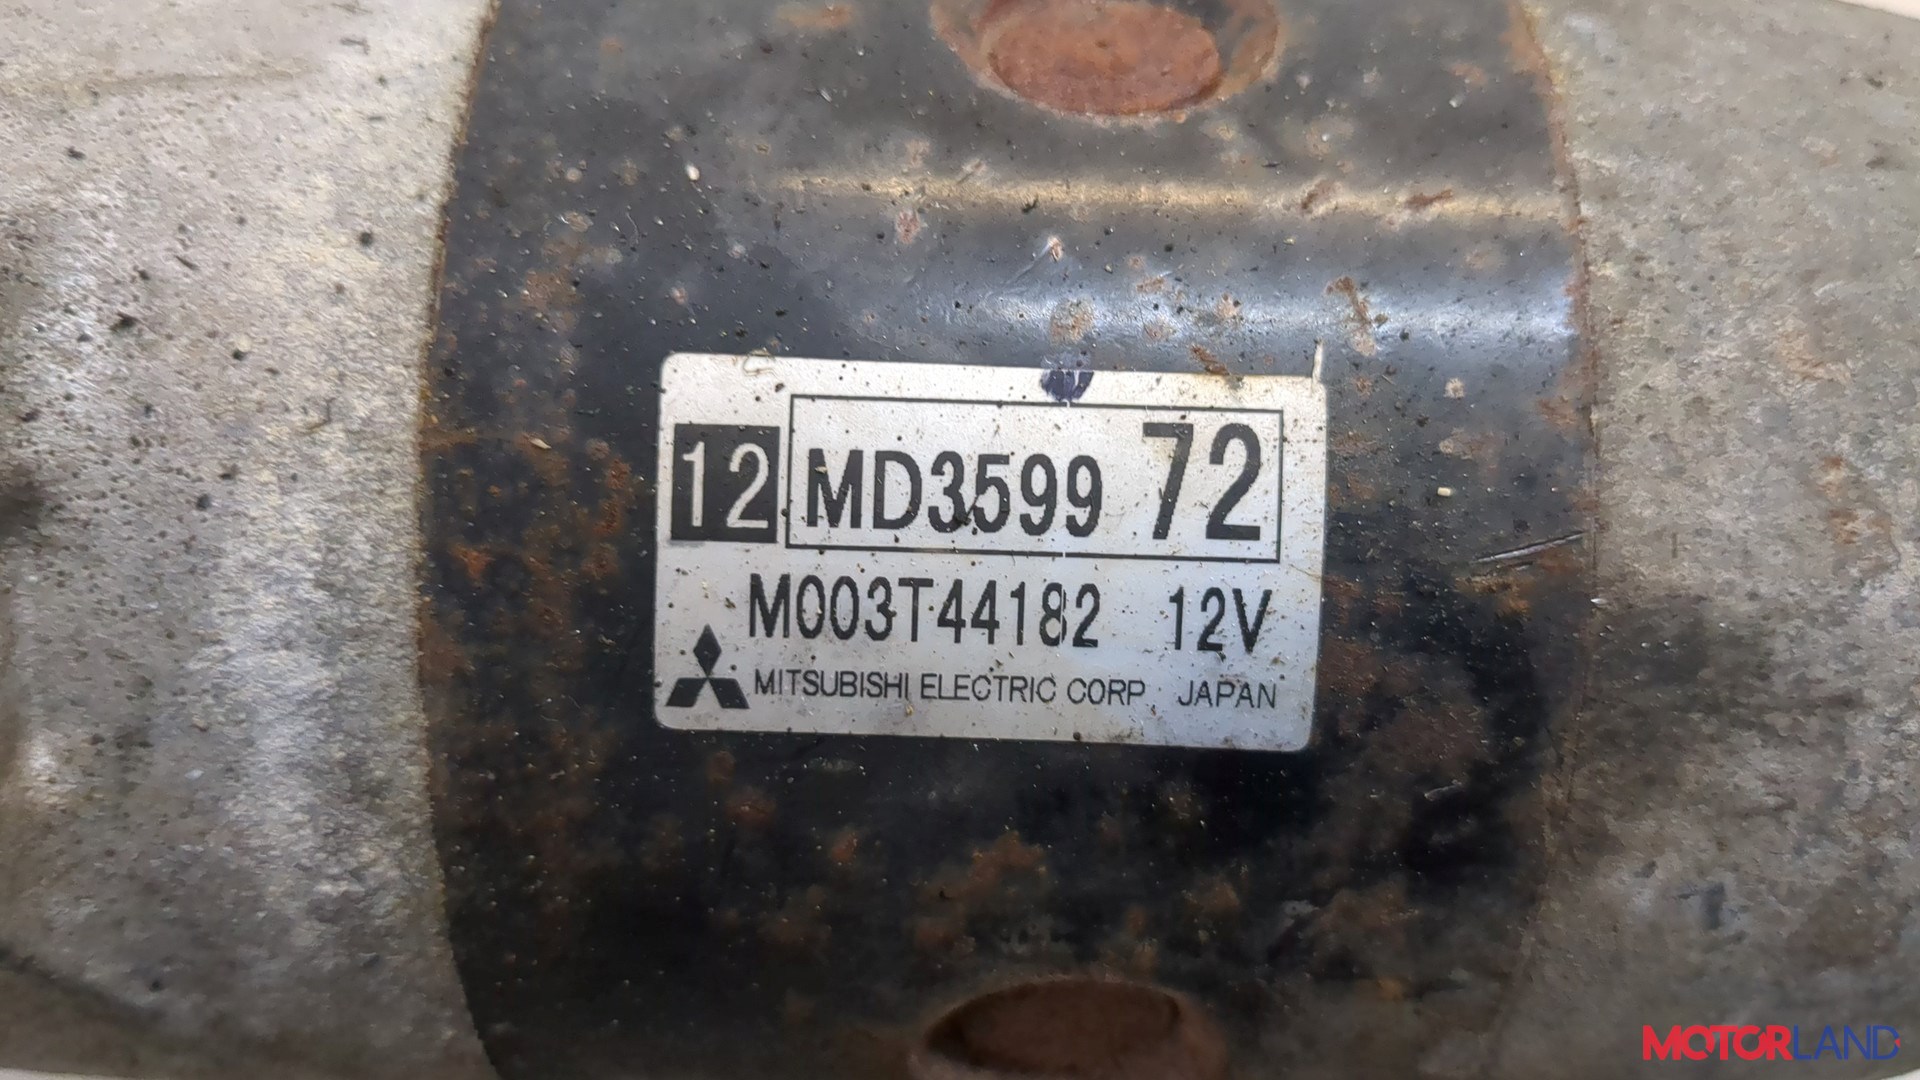 12 MD3599 72
M003T44182 12V
MITSUBISHI ELECTRIC CORP JAPAN
MOTORLAND